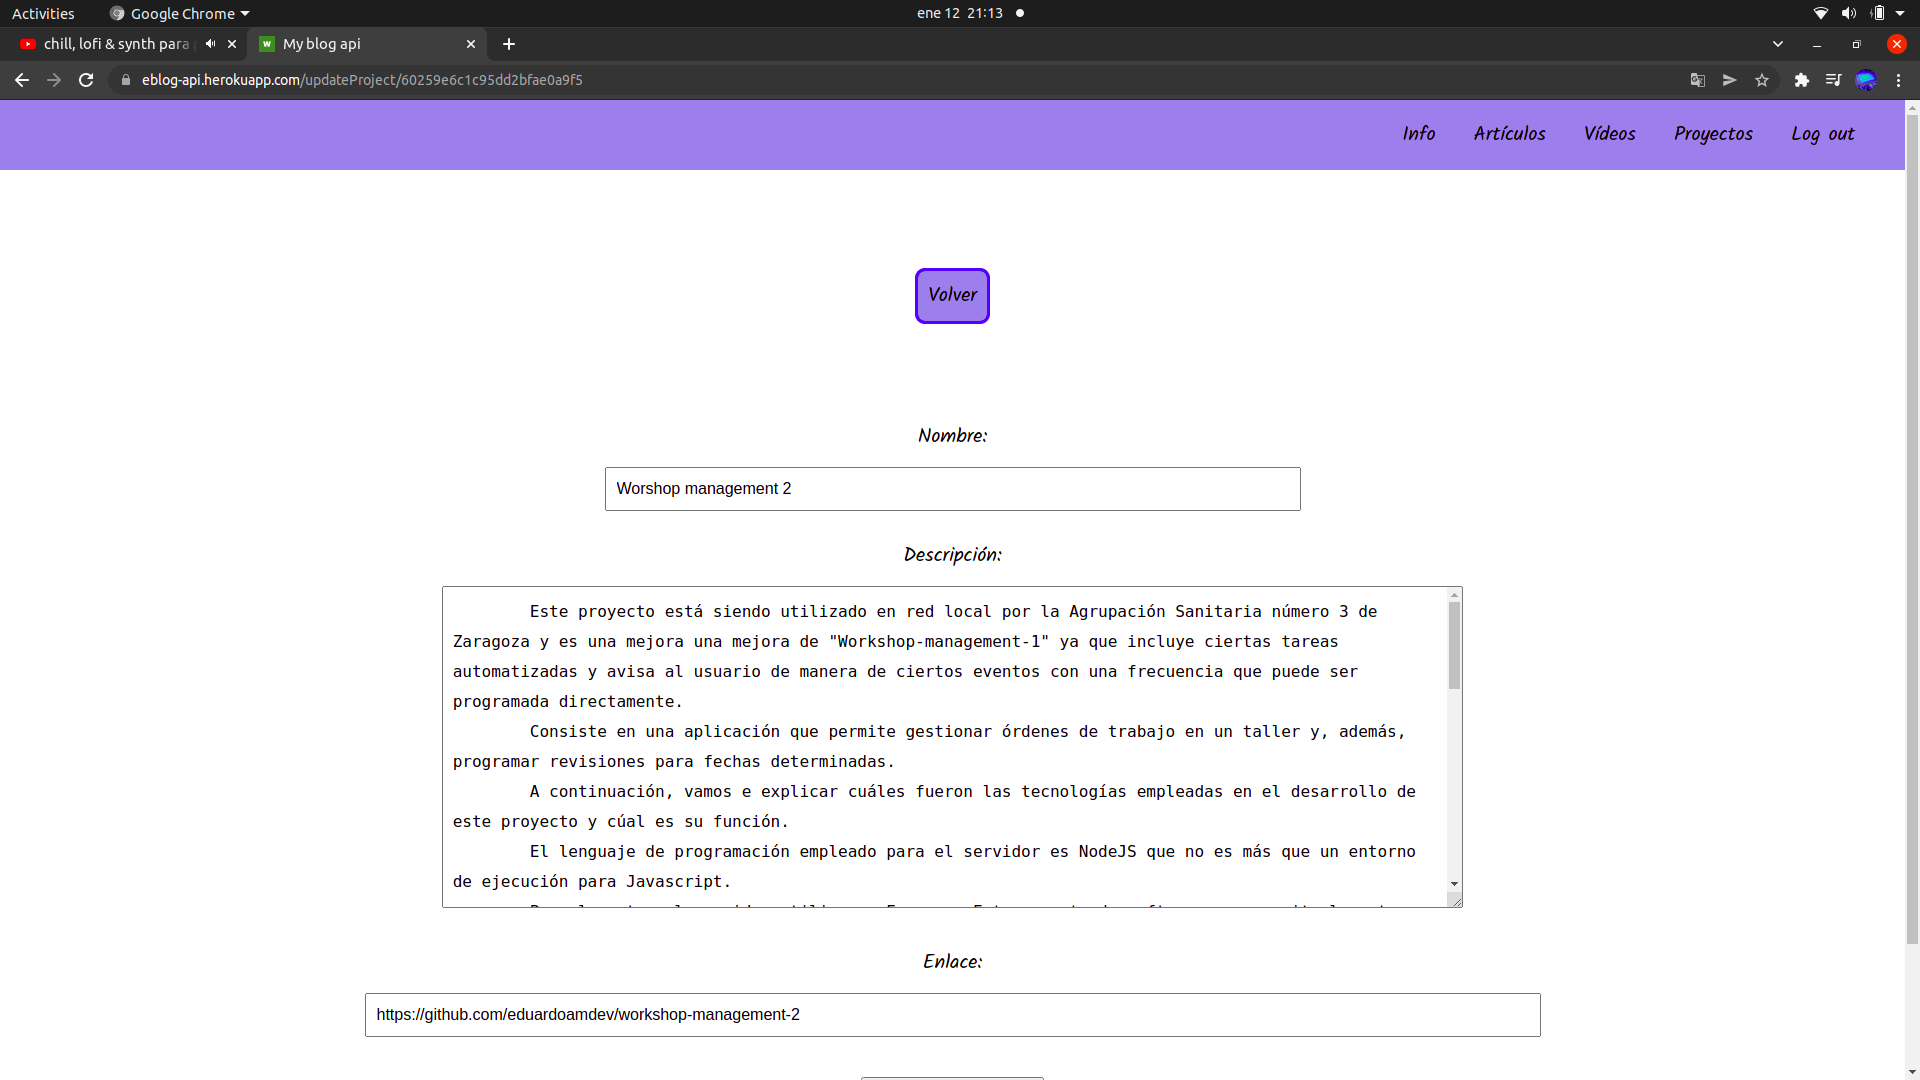 Activities
Google Chrome
ene 12 21:13
chill, lofi & synth para
My blog api
eblog-api.herokuapp.com/updateProject/60259e6c1c95dd2bfae0a9f5
Info
Artículos
Vídeos
Proyectos
Log out
Volver
Nombre:
Worshop management 2
Descripción:
Este proyecto está siendo utilizado en red local por la Agrupación Sanitaria número 3 de
Zaragoza y es una mejora una mejora de "Workshop-management-1" ya que incluye ciertas tareas
automatizadas y avisa al usuario de manera de ciertos eventos con una frecuencia que puede ser
programada directamente.
Consiste en una aplicación que permite gestionar órdenes de trabajo en un taller y, además,
programar revisiones para fechas determinadas.
A continuación, vamos e explicar cuáles fueron las tecnologías empleadas en el desarrollo de
este proyecto y cúal es su función.
El lenguaje de programación empleado para el servidor es NodeJS que no es más que un entorno
de ejecución para Javascript.
Enlace:
https://github.com/eduardoamdev/workshop-management-2